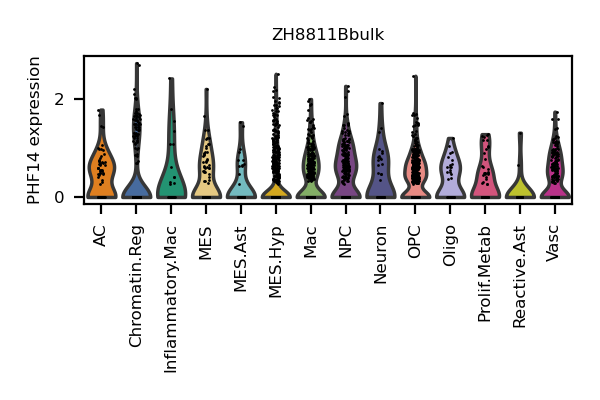 ZH8811Bbulk
PHF14 expression
2
0
AC
Chromatin.Reg
Inflammatory.Mac
MES
MES.Ast
MES.Hyp
Mac
NPC
Neuron
OPC
Oligo
Prolif.Metab
Reactive.Ast
Vasc